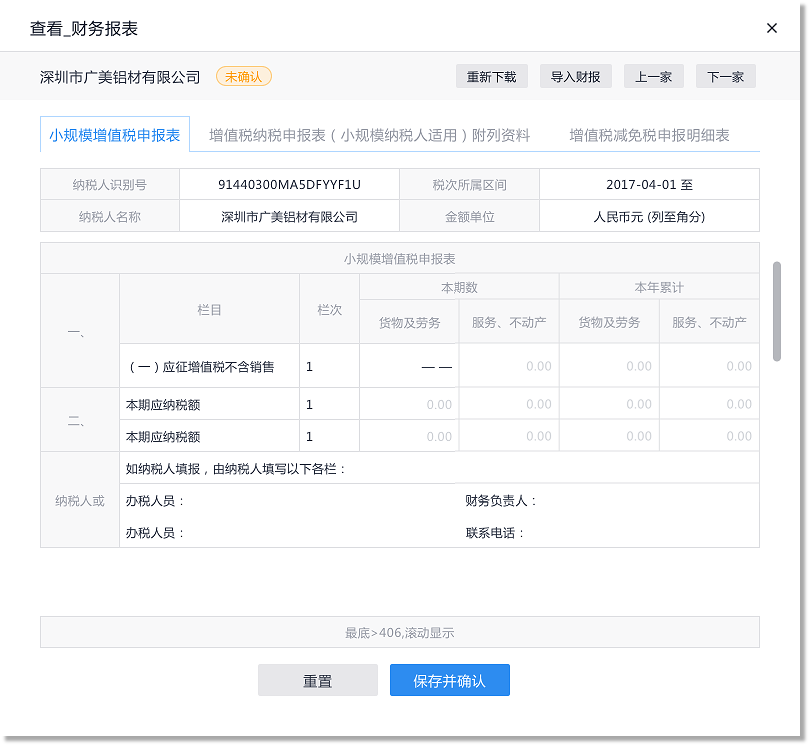 查看_财务报表
深圳市广美铝材有限公司 未确认 重新下载 导入财报 上一家 下一家
小规模增值税申报表 增值税纳税申报表（小规模纳税人适用）附列资料 增值税减免税申报明细表
纳税人识别号 91440300MA5DFYYF1U 税次所属区间 2017-04-01 至
纳税人名称 深圳市广美铝材有限公司 金额单位 人民币元 (列至角分)
小规模增值税申报表
一、 栏目 栏次 本期数 本年累计
货物及劳务 服务、不动产 货物及劳务 服务、不动产
（一）应征增值税不含销售 1 — — 0.00 0.00 0.00
二、 本期应纳税额 1 0.00 0.00 0.00 0.00
本期应纳税额 1 0.00 0.00 0.00 0.00
纳税人或 如纳税人填报，由纳税人填写以下各栏：
办税人员： 财务负责人：
办税人员： 联系电话：
最底>406,滚动显示
重置 保存并确认